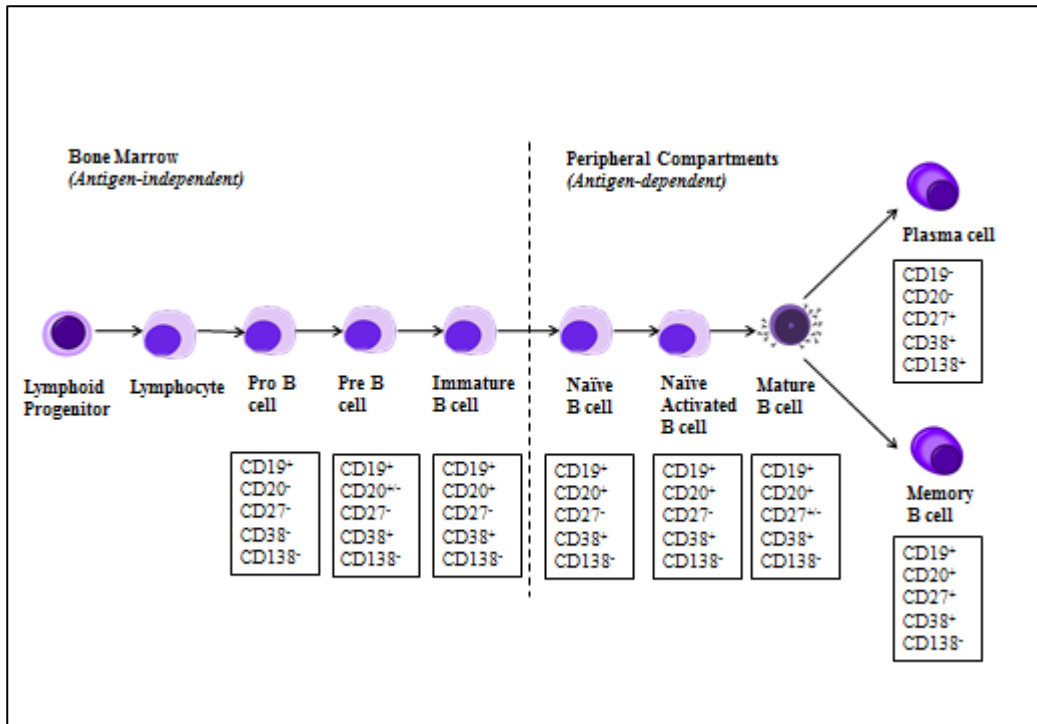 Bone Marrow
(Antigen-independent)
Peripheral Compartments
(Antigen-dependent)
Lymphoid
Progenitor
Lymphocyte
Pro B
cell
Pre B
cell
Immature
B cell
Naïve
B cell
Naïve
Activated
B cell
Mature
B cell
Plasma cell
Memory
B cell
CD19⁺
CD20⁻
CD27⁻
CD38⁻
CD138⁻
CD19⁺
CD20⁺/⁻
CD27⁻
CD38⁺
CD138⁻
CD19⁺
CD20⁺
CD27⁻
CD38⁺
CD138⁻
CD19⁺
CD20⁺
CD27⁻
CD38⁺
CD138⁻
CD19⁺
CD20⁺
CD27⁻
CD38⁺
CD138⁻
CD19⁺
CD20⁺
CD27⁺/⁻
CD38⁺
CD138⁻
CD19⁻
CD20⁻
CD27⁺
CD38⁺
CD138⁺
CD19⁺
CD20⁺
CD27⁺
CD38⁺
CD138⁻